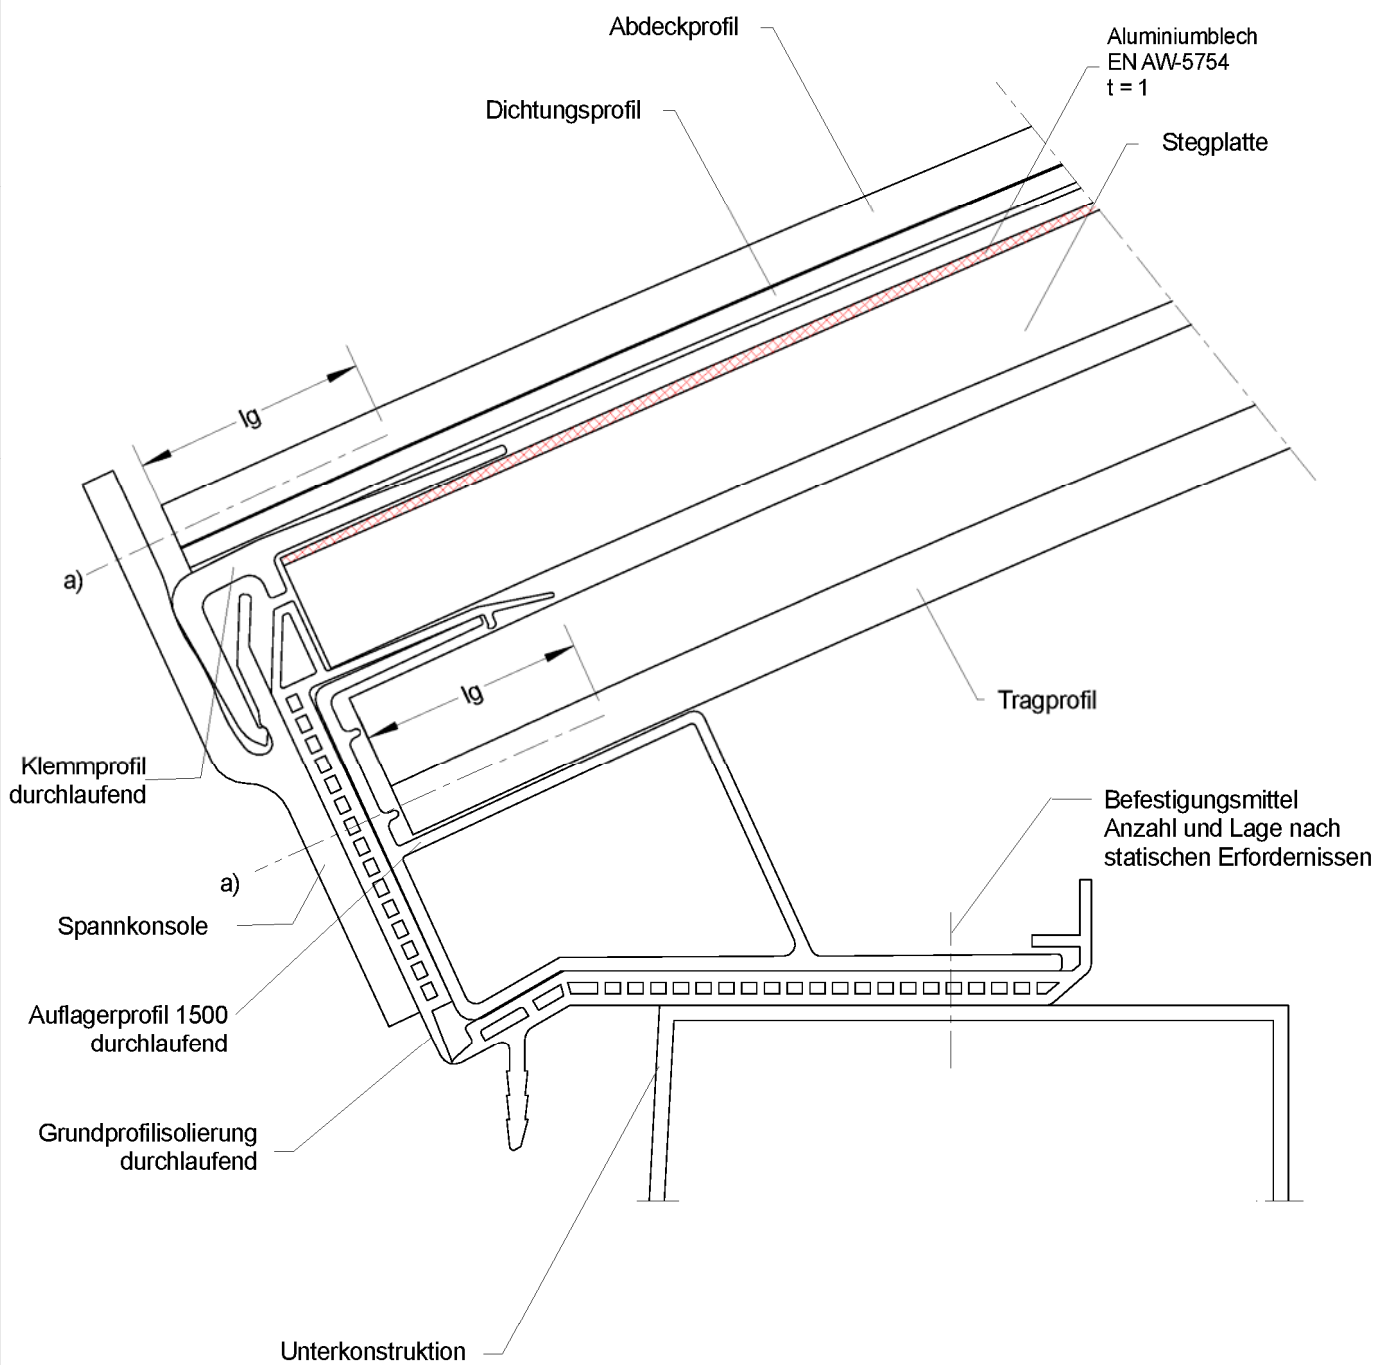 Abdeckprofil
Aluminiumblech
EN AW-5754
t = 1
Dichtungsprofil
Stegplatte
lg
a)
lg
Tragprofil
Klemmprofil
durchlaufend
Befestigungsmittel
Anzahl und Lage nach
statischen Erfordernissen
a)
Spannkonsole
Auflagerprofil 1500
durchlaufend
Grundprofilisolierung
durchlaufend
Unterkonstruktion